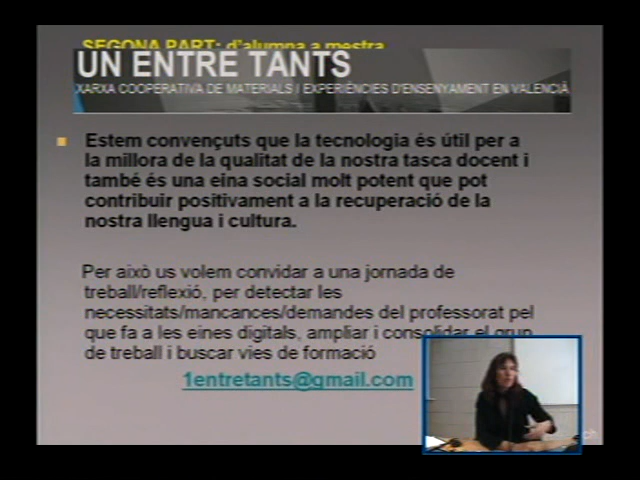 SEGONA PART: d'alumna a mestra
UN ENTRE TANTS
XARXA COOPERATIVA DE MATERIALS I EXPERIÈNCIES D'ENSENYAMENT EN VALENCIÀ
Estem convençuts que la tecnologia és útil per a
la millora de la qualitat de la nostra tasca docent i
també és una eina social molt potent que pot
contribuir positivament a la recuperació de la
nostra llengua i cultura.
Per això us volem convidar a una jornada de
treball/reflexió, per detectar les
necessitats/mancances/demandes del professorat pel
que fa a les eines digitals, ampliar i consolidar el grup
de treball i buscar vies de formació
1entretants@gmail.com